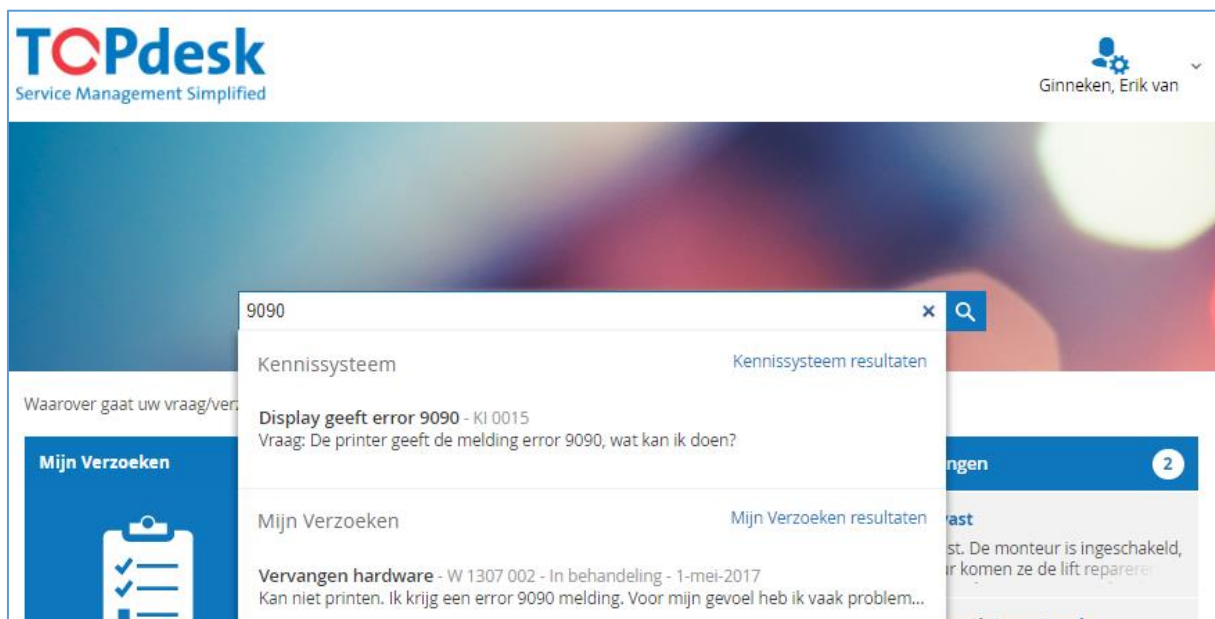 TOPdesk
Service Management Simplified
Ginneken, Erik van
9090
Kennissysteem
Kennissysteem resultaten
Display geeft error 9090 - KI 0015
Vraag: De printer geeft de melding error 9090, wat kan ik doen?
Mijn Verzoeken
Mijn Verzoeken resultaten
Vervangen hardware - W 1307 002 - In behandeling - 1-mei-2017
Kan niet printen. Ik krijg een error 9090 melding. Voor mijn gevoel heb ik vaak problem...
Waarover gaat uw vraag/ver
Mijn Verzoeken
ngen
2
ast
st. De monteur is ingeschakeld,
ur komen ze de lift repareren